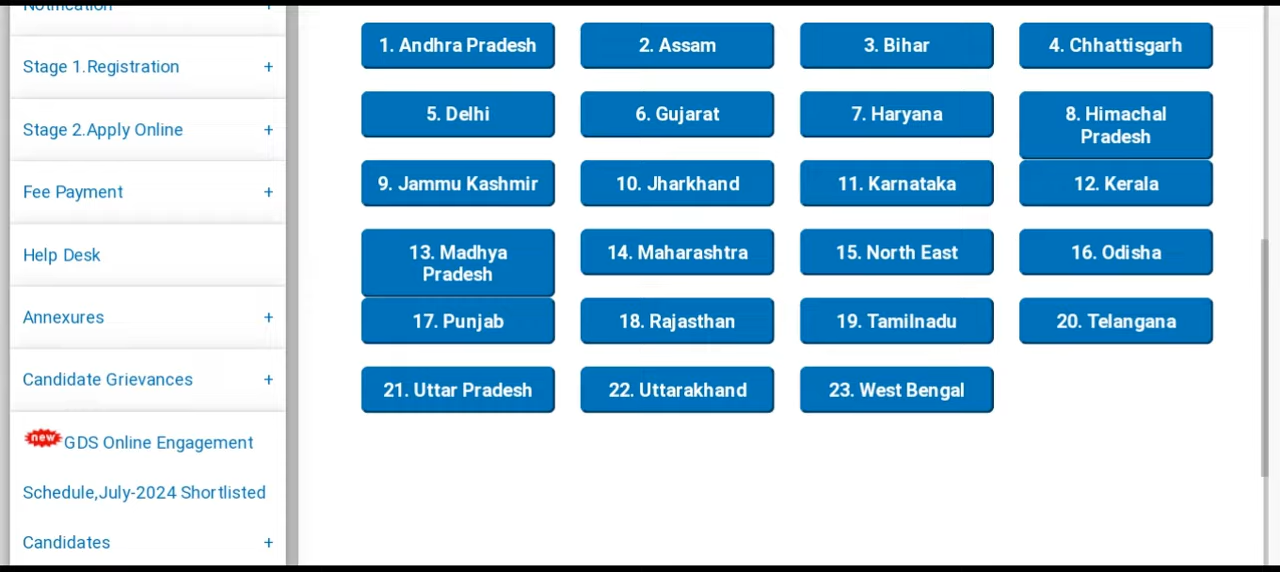 Notification +
Stage 1.Registration +
Stage 2.Apply Online +
Fee Payment +
Help Desk
Annexures +
Candidate Grievances +
new GDS Online Engagement
Schedule,July-2024 Shortlisted
Candidates +
1. Andhra Pradesh
2. Assam
3. Bihar
4. Chhattisgarh
5. Delhi
6. Gujarat
7. Haryana
8. Himachal
Pradesh
9. Jammu Kashmir
10. Jharkhand
11. Karnataka
12. Kerala
13. Madhya
Pradesh
14. Maharashtra
15. North East
16. Odisha
17. Punjab
18. Rajasthan
19. Tamilnadu
20. Telangana
21. Uttar Pradesh
22. Uttarakhand
23. West Bengal